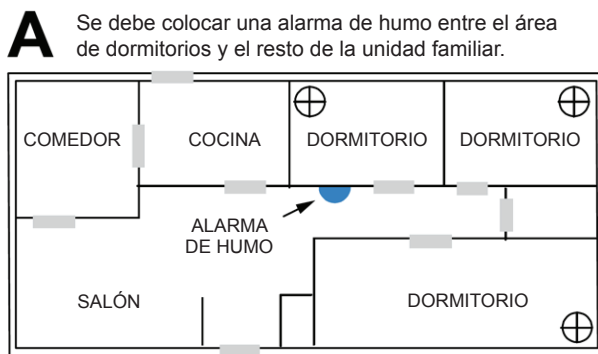 A
Se debe colocar una alarma de humo entre el área
de dormitorios y el resto de la unidad familiar.
COMEDOR
COCINA
DORMITORIO
DORMITORIO
ALARMA
DE HUMO
SALÓN
DORMITORIO